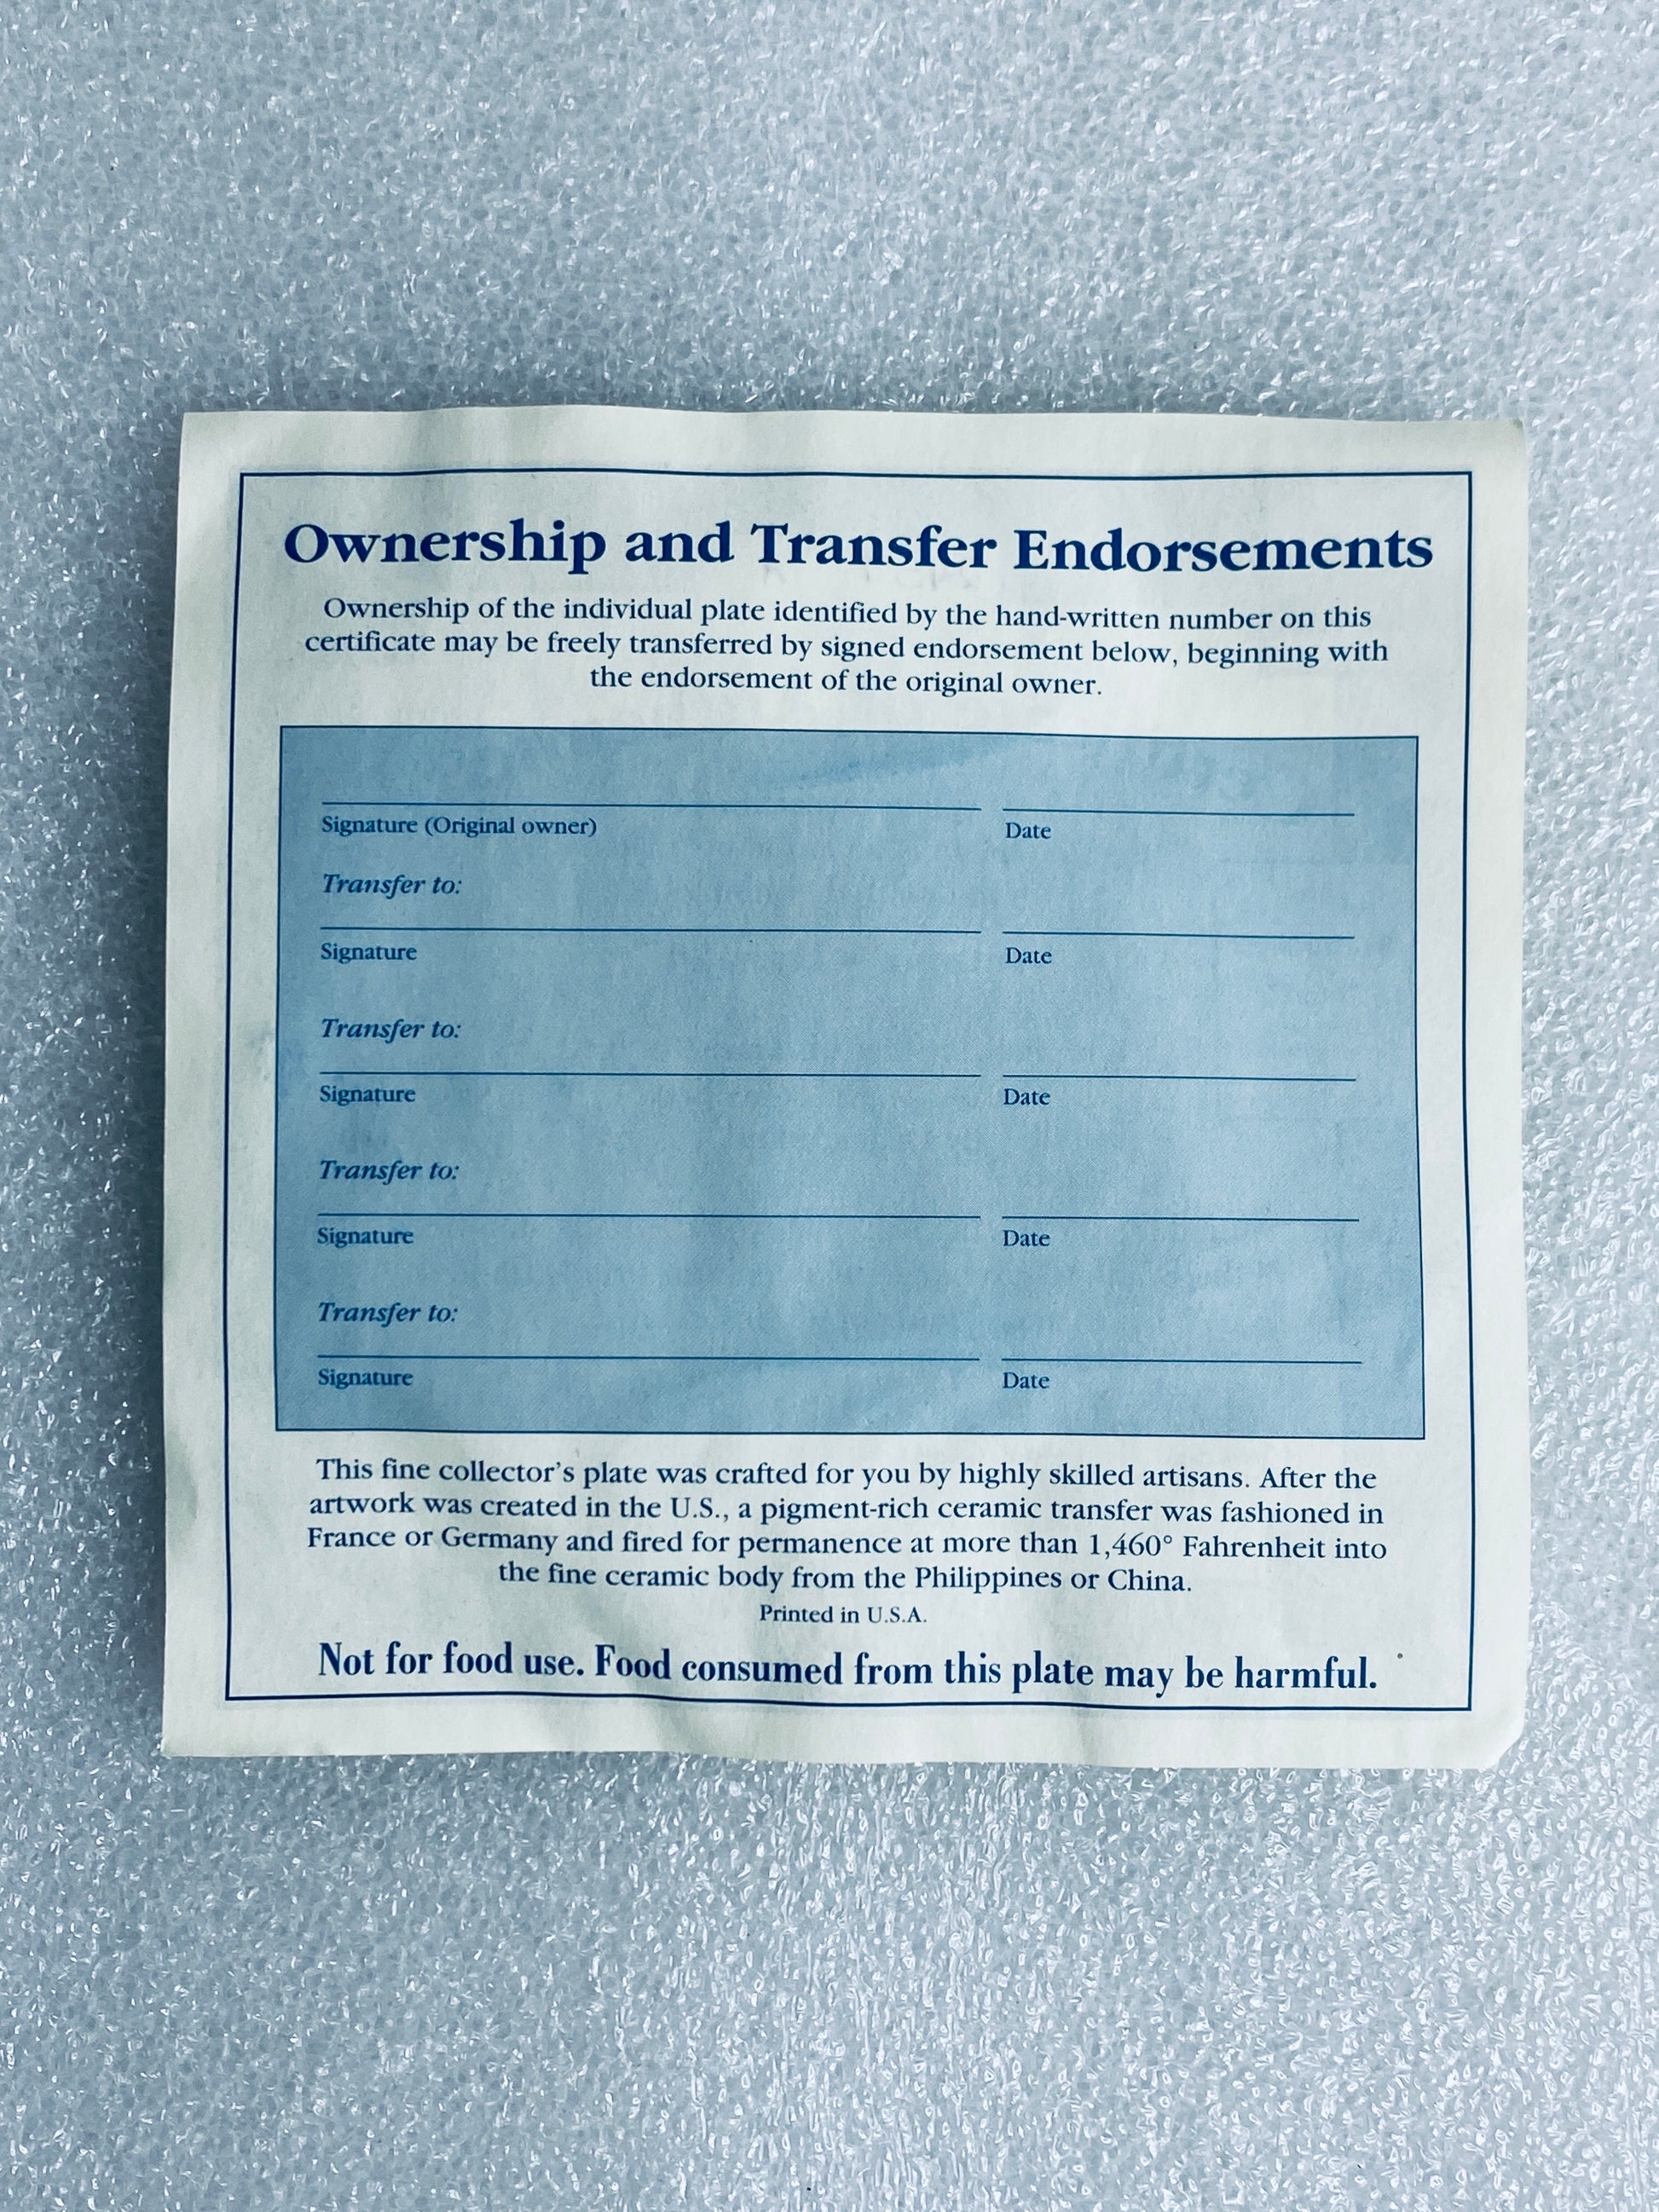 Ownership and Transfer Endorsements
Ownership of the individual plate identified by the hand-written number on this
certificate may be freely transferred by signed endorsement below, beginning with
the endorsement of the original owner.
Signature (Original owner) Date
Transfer to:
Signature Date
Transfer to:
Signature Date
Transfer to:
Signature Date
Transfer to:
Signature Date
This fine collector's plate was crafted for you by highly skilled artisans. After the
artwork was created in the U.S., a pigment-rich ceramic transfer was fashioned in
France or Germany and fired for permanence at more than 1,460° Fahrenheit into
the fine ceramic body from the Philippines or China.
Printed in U.S.A.
Not for food use. Food consumed from this plate may be harmful.